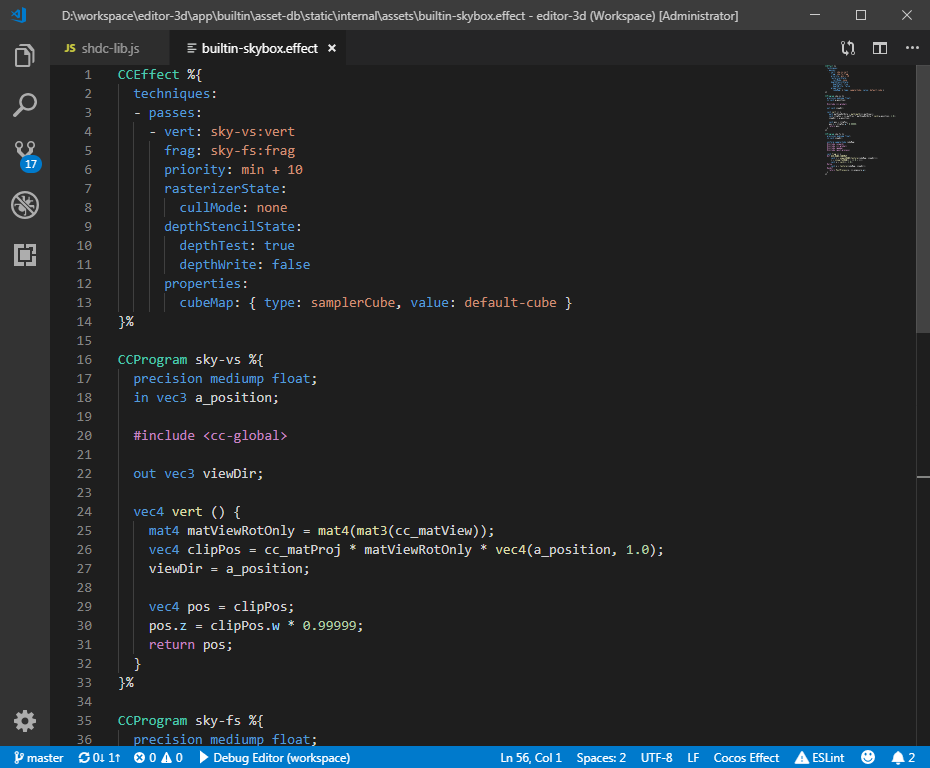 D:\workspace\editor-3d\app\builtin\asset-db\static\internal\assets\builtin-skybox.effect - editor-3d (Workspace) [Administrator]
JS shdc-lib.js builtin-skybox.effect
17
1 CCEffect %{
2 techniques:
3 - passes:
4 - vert: sky-vs:vert
5 frag: sky-fs:frag
6 priority: min + 10
7 rasterizerState:
8 cullMode: none
9 depthStencilState:
10 depthTest: true
11 depthWrite: false
12 properties:
13 cubeMap: { type: samplerCube, value: default-cube }
14 }%
15
16 CCProgram sky-vs %{
17 precision mediump float;
18 in vec3 a_position;
19
20 #include <cc-global>
21
22 out vec3 viewDir;
23
24 vec4 vert () {
25 mat4 matViewRotOnly = mat4(mat3(cc_matView));
26 vec4 clipPos = cc_matProj * matViewRotOnly * vec4(a_position, 1.0);
27 viewDir = a_position;
28
29 vec4 pos = clipPos;
30 pos.z = clipPos.w * 0.99999;
31 return pos;
32 }
33 }%
34
35 CCProgram sky-fs %{
36 precision mediump float;
master 0↓ 1↑ 0 0 Debug Editor (workspace) Ln 56, Col 1 Spaces: 2 UTF-8 LF Cocos Effect ESLint 2